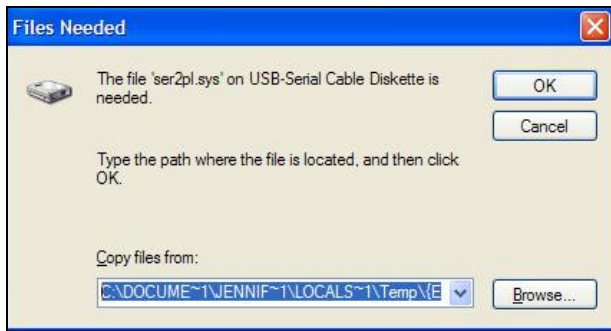 Files Needed
The file 'ser2pl.sys' on USB-Serial Cable Diskette is
needed.
OK
Cancel
Type the path where the file is located, and then click
OK.
Copy files from:
C:\DOCUME~1\JENNIF~1\LOCALS~1\Temp\{E
Browse...